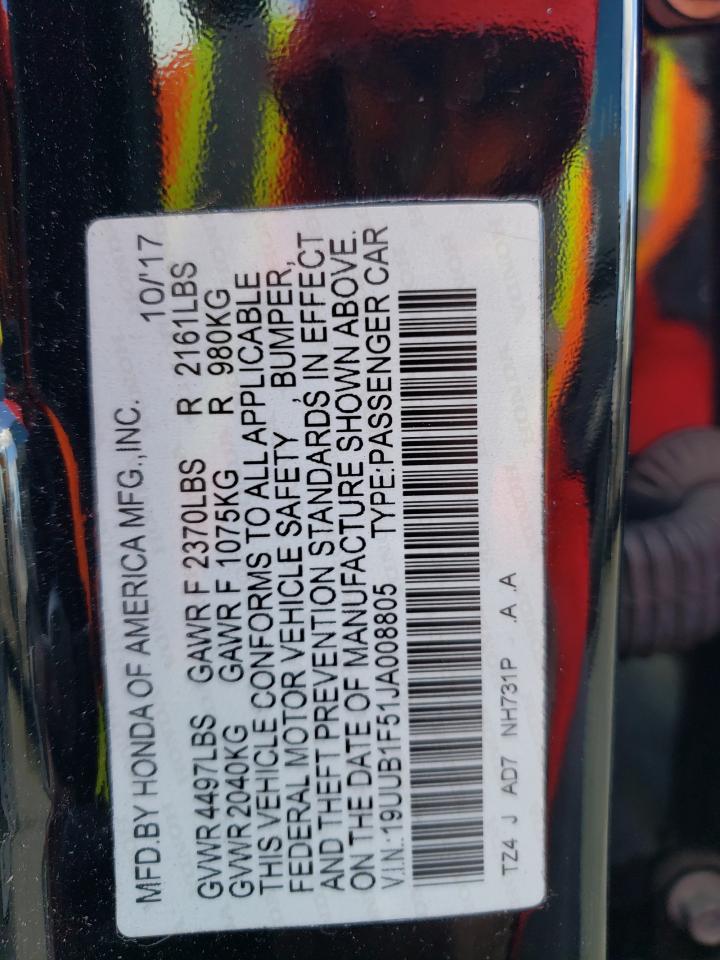 MFD.BY HONDA OF AMERICA MFG.,INC. 10/'17
GVWR 4497LBS GAWR F 2370LBS R 2161LBS
GVWR 2040KG GAWR F 1075KG R 980KG
THIS VEHICLE CONFORMS TO ALL APPLICABLE
FEDERAL MOTOR VEHICLE SAFETY , BUMPER,
AND THEFT PREVENTION STANDARDS IN EFFECT
ON THE DATE OF MANUFACTURE SHOWN ABOVE.
V.I.N.:19UUB1F51JA008805 TYPE:PASSENGER CAR
TZ4 J AD7 NH731P .A .A